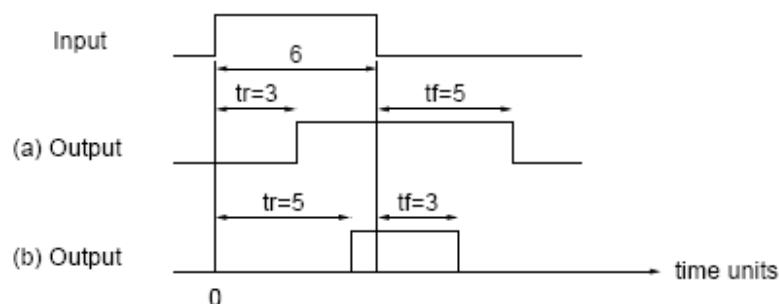 Input
6
tr=3
tf=5
(a) Output
tr=5
tf=3
(b) Output
time units
0